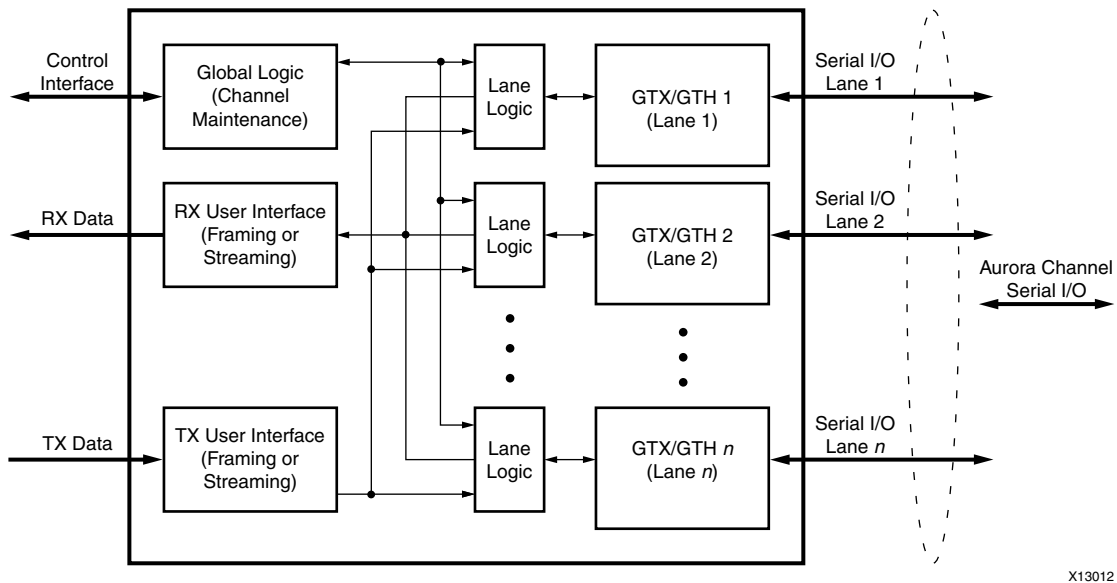 Control
Interface
Global Logic
(Channel
Maintenance)
Lane
Logic
GTX/GTH 1
(Lane 1)
Serial I/O
Lane 1
RX Data
RX User Interface
(Framing or
Streaming)
Lane
Logic
GTX/GTH 2
(Lane 2)
Serial I/O
Lane 2
Aurora Channel
Serial I/O
TX Data
TX User Interface
(Framing or
Streaming)
Lane
Logic
GTX/GTH n
(Lane n)
Serial I/O
Lane n
X13012